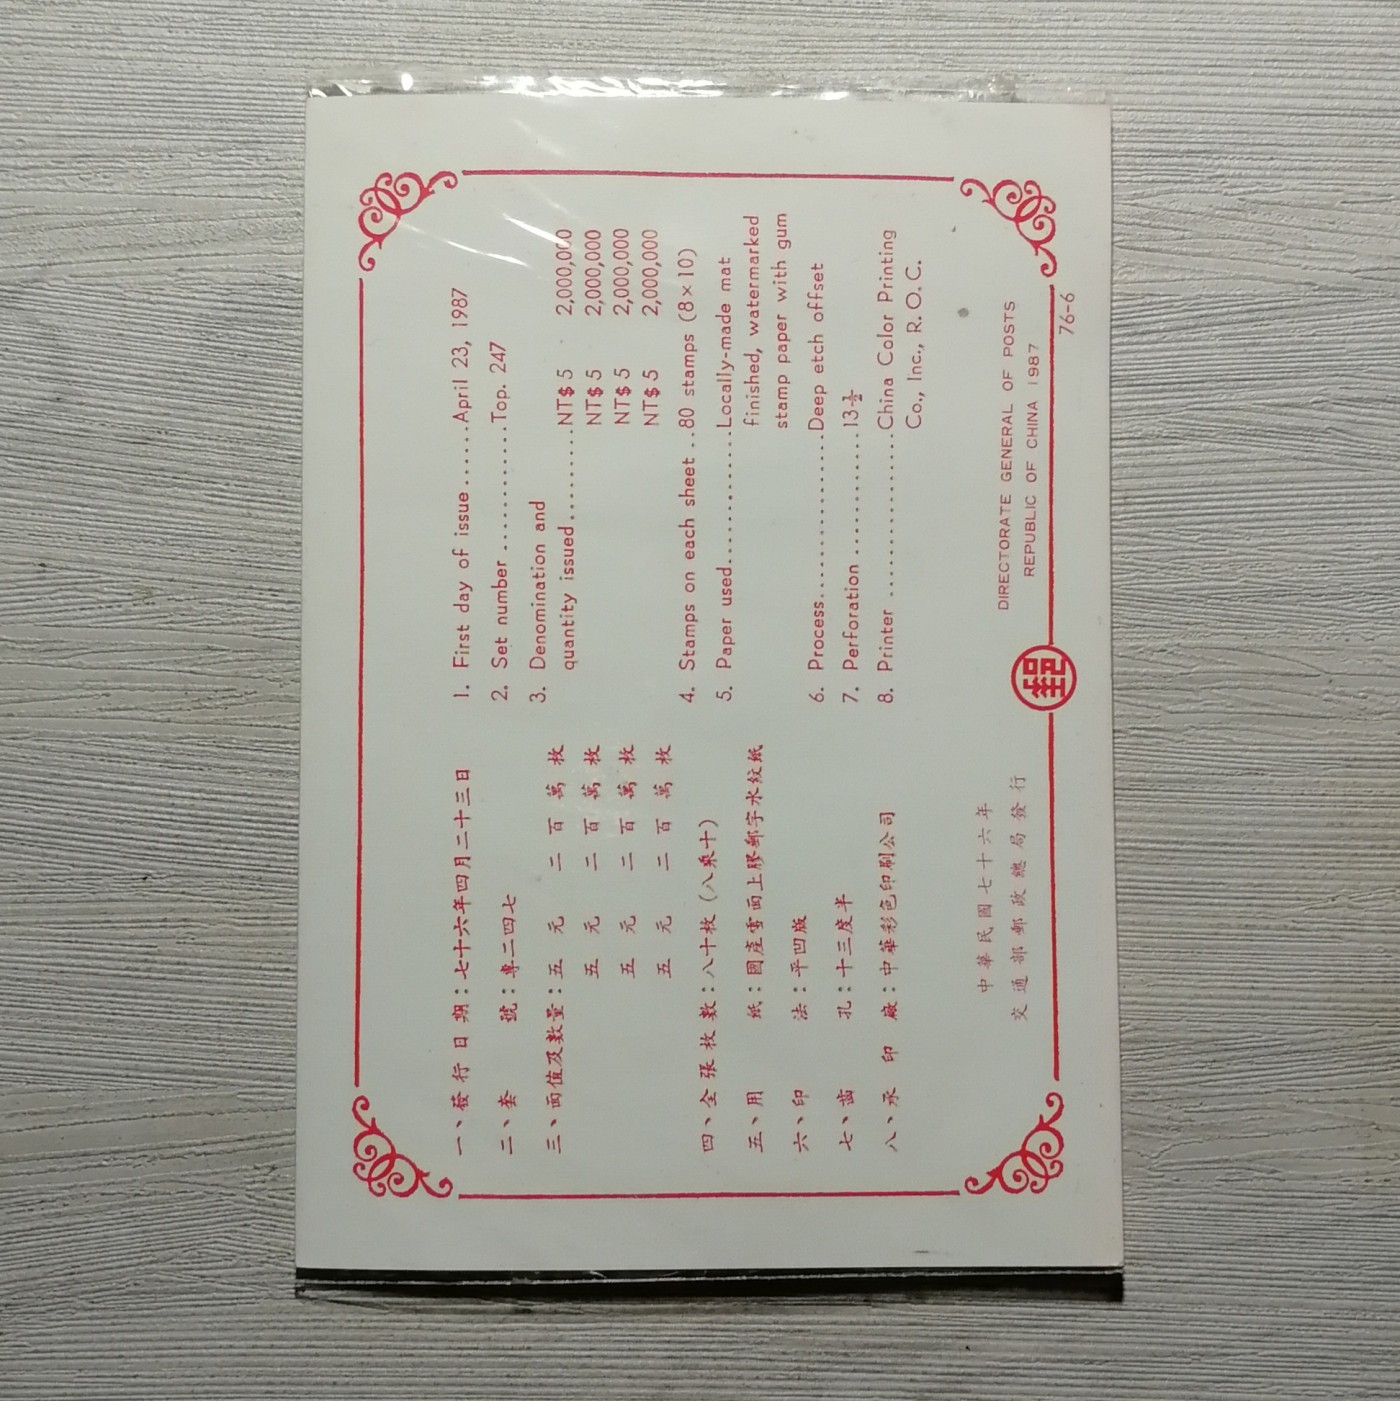 一、發行日期：七十六年四月二十三日
二、套號：專二四七
三、面值及數量：五元 二百萬枚
五元 二百萬枚
五元 二百萬枚
五元 二百萬枚
四、全張枚數：八十枚（八乘十）
五、用紙：國產雪面上膠郵字水紋紙
六、印法：平凹版
七、齒孔：十三度半
八、承印廠：中華彩色印刷公司
中華民國七十六年
交通部郵政總局發行
1. First day of issue......April 23, 1987
2. Set number ............Top. 247
3. Denomination and
quantity issued .........NT$ 5 2,000,000
NT$ 5 2,000,000
NT$ 5 2,000,000
NT$ 5 2,000,000
4. Stamps on each sheet ..80 stamps (8×10)
5. Paper used............Locally-made mat
finished, watermarked
stamp paper with gum
6. Process...............Deep etch offset
7. Perforation ...........13½
8. Printer ...............China Color Printing
Co., Inc., R. O. C.
DIRECTORATE GENERAL OF POSTS
REPUBLIC OF CHINA 1987
郵
76-6